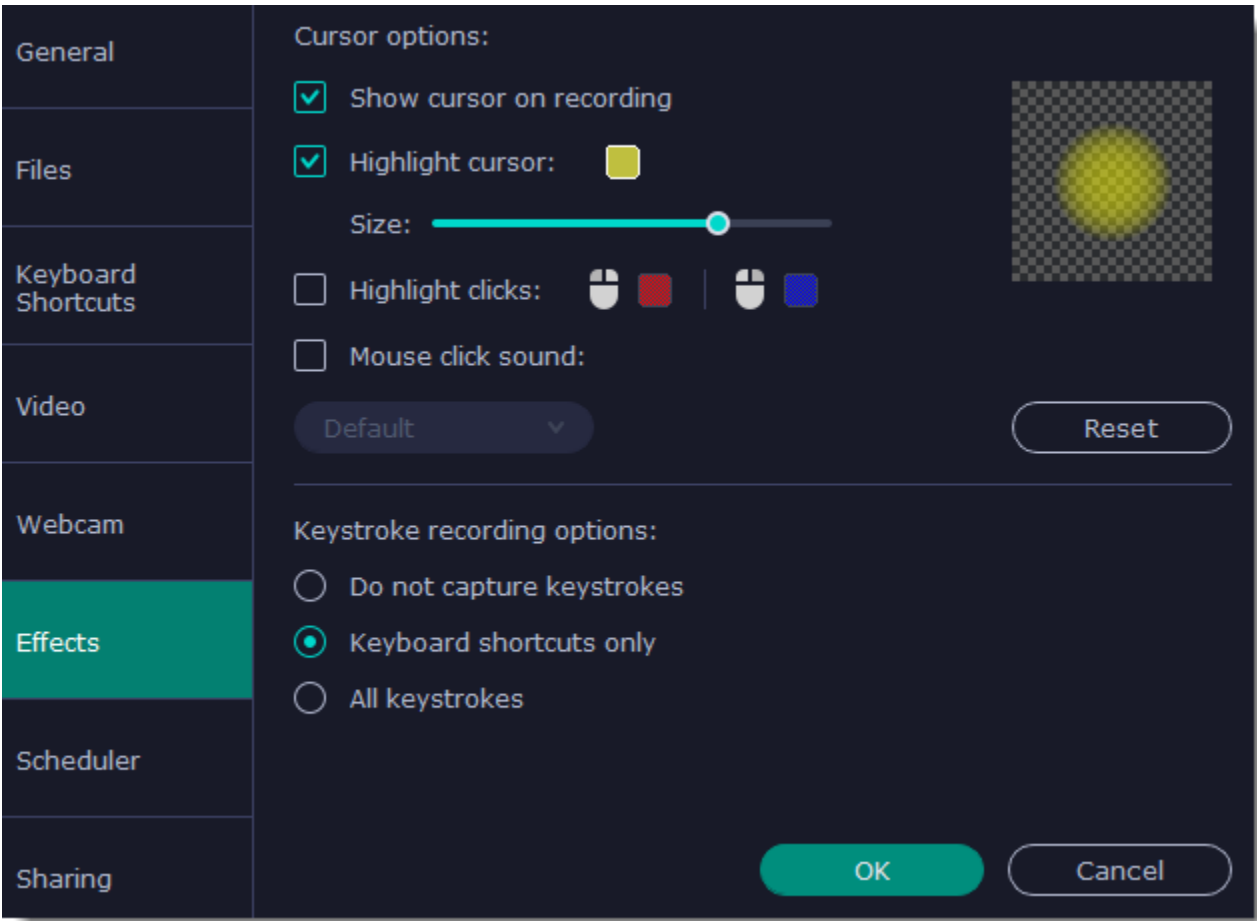 General
Files
Keyboard
Shortcuts
Video
Webcam
Effects
Scheduler
Sharing
Cursor options:
Show cursor on recording
Highlight cursor:
Size:
Highlight clicks:
Mouse click sound:
Default
Reset
Keystroke recording options:
Do not capture keystrokes
Keyboard shortcuts only
All keystrokes
OK
Cancel